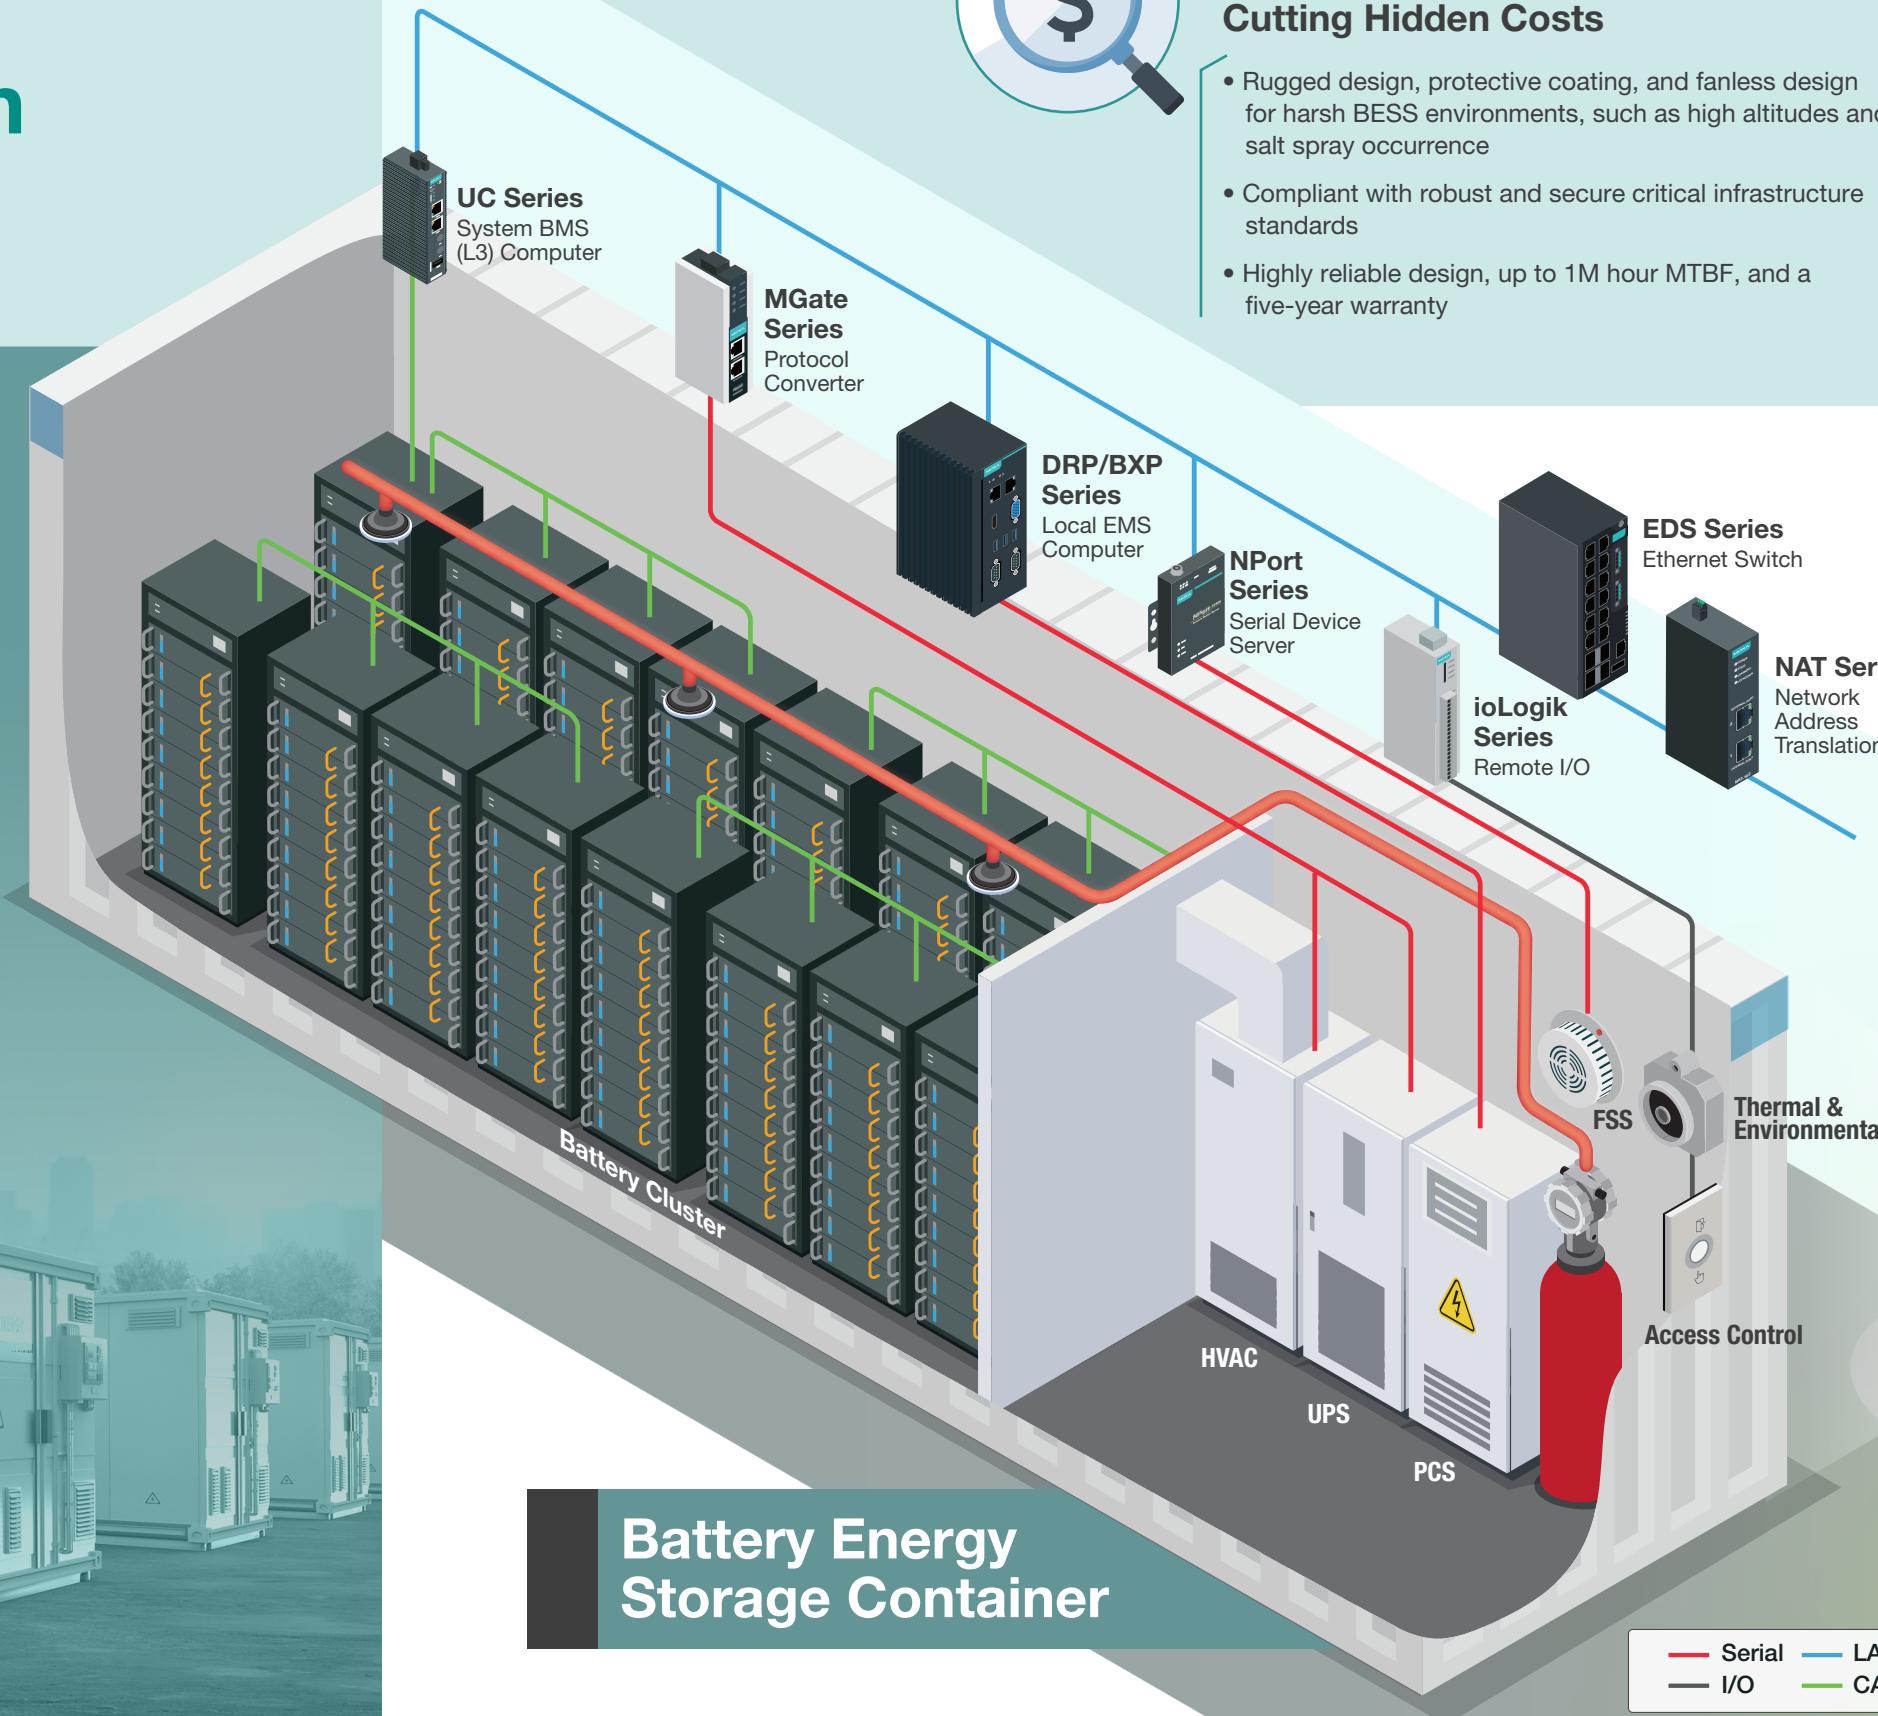 Cutting Hidden Costs
• Rugged design, protective coating, and fanless design
for harsh BESS environments, such as high altitudes and
salt spray occurrence
• Compliant with robust and secure critical infrastructure
standards
• Highly reliable design, up to 1M hour MTBF, and a
five-year warranty
UC Series
System BMS
(L3) Computer
MGate
Series
Protocol
Converter
DRP/BXP
Series
Local EMS
Computer
NPort
Series
Serial Device
Server
ioLogik
Series
Remote I/O
EDS Series
Ethernet Switch
NAT Ser
Network
Address
Translation
Battery Cluster
HVAC
UPS
PCS
FSS
Thermal &
Environmenta
Access Control
Battery Energy
Storage Container
Serial
LA
I/O
CA